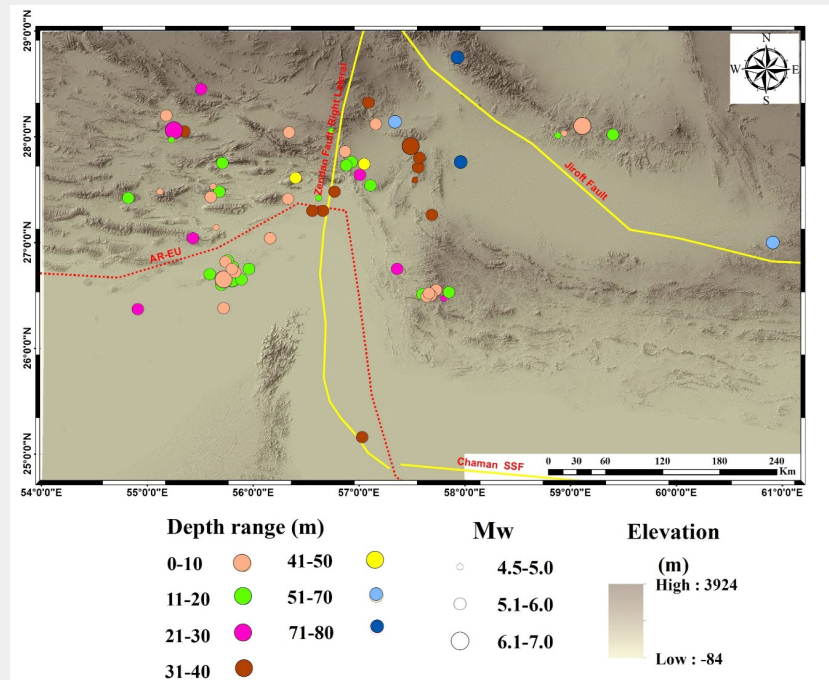 29°0'0"N
28°0'0"N
27°0'0"N
26°0'0"N
25°0'0"N
N
W
E
S
Zendan Fault-Right Lateral
Jiroft Fault
AR-EU
Chaman SSF
0 30 60 120 180 240
Km
54°0'0"E 55°0'0"E 56°0'0"E 57°0'0"E 58°0'0"E 59°0'0"E 60°0'0"E 61°0'0"E
Depth range (m)
0-10
11-20
21-30
31-40
41-50
51-70
71-80
Mw
4.5-5.0
5.1-6.0
6.1-7.0
Elevation
(m)
High : 3924
Low : -84